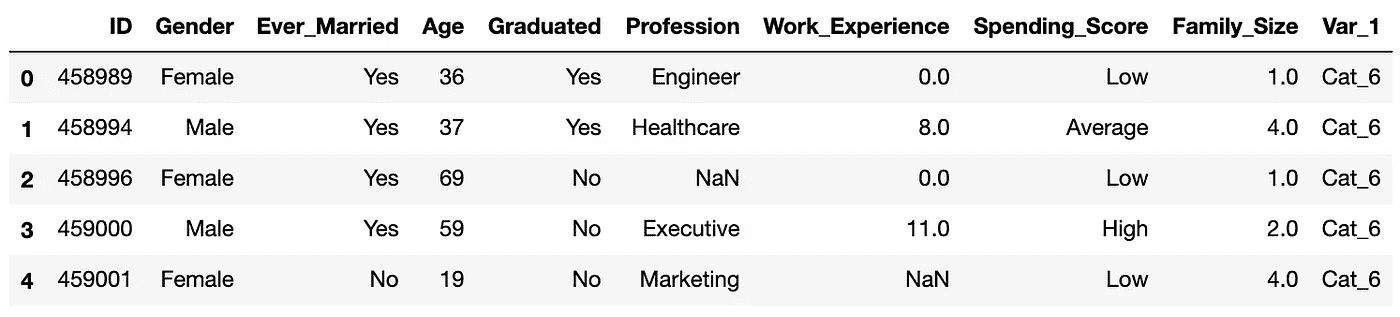 ID Gender Ever_Married Age Graduated Profession Work_Experience Spending_Score Family_Size Var_1
0 458989 Female Yes 36 Yes Engineer 0.0 Low 1.0 Cat_6
1 458994 Male Yes 37 Yes Healthcare 8.0 Average 4.0 Cat_6
2 458996 Female Yes 69 No NaN 0.0 Low 1.0 Cat_6
3 459000 Male Yes 59 No Executive 11.0 High 2.0 Cat_6
4 459001 Female No 19 No Marketing NaN Low 4.0 Cat_6